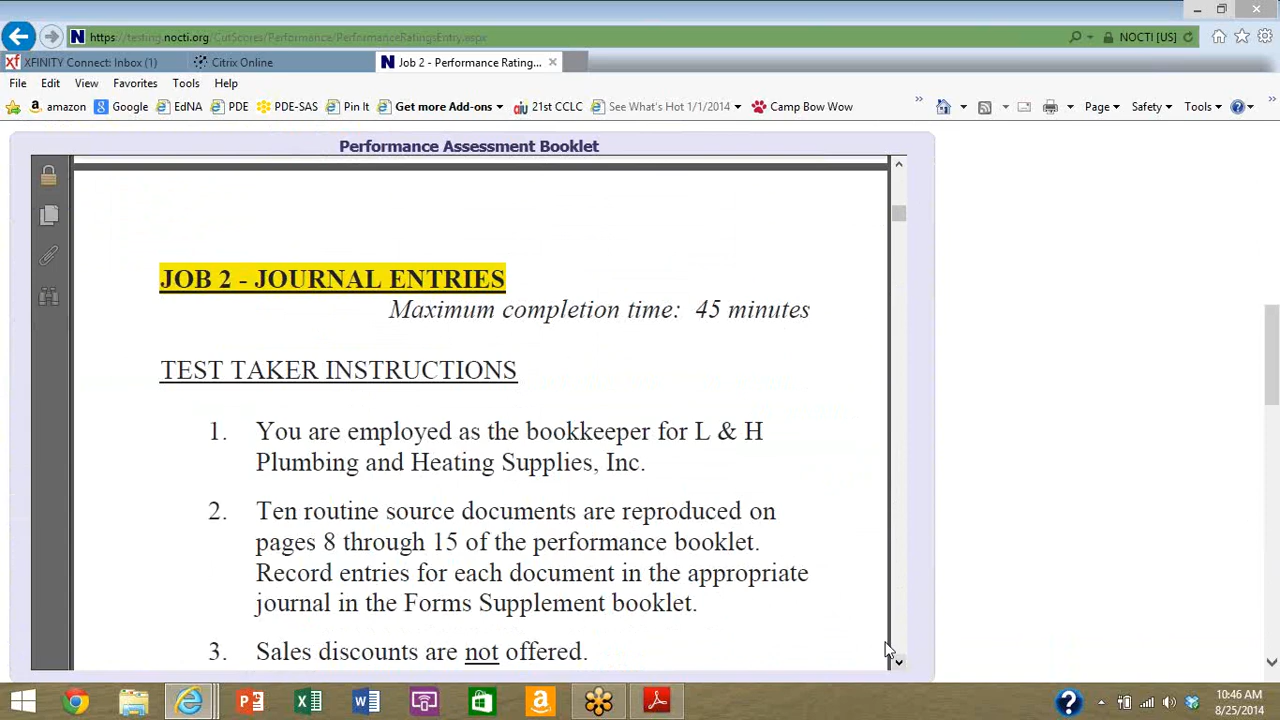 https://testing.nocti.org/CutScores/Performance/PerformanceRatingsEntry.aspx
NOCTI [US]
XFINITY Connect: Inbox (1)
Citrix Online
Job 2 - Performance Rating...
File Edit View Favorites Tools Help
amazon Google EdNA PDE PDE-SAS Pin It Get more Add-ons 21st CCLC See What's Hot 1/1/2014 Camp Bow Wow » Page Safety Tools »
Performance Assessment Booklet
JOB 2 - JOURNAL ENTRIES
Maximum completion time: 45 minutes
TEST TAKER INSTRUCTIONS
1. You are employed as the bookkeeper for L & H
Plumbing and Heating Supplies, Inc.
2. Ten routine source documents are reproduced on
pages 8 through 15 of the performance booklet.
Record entries for each document in the appropriate
journal in the Forms Supplement booklet.
3. Sales discounts are not offered.
10:46 AM
8/25/2014